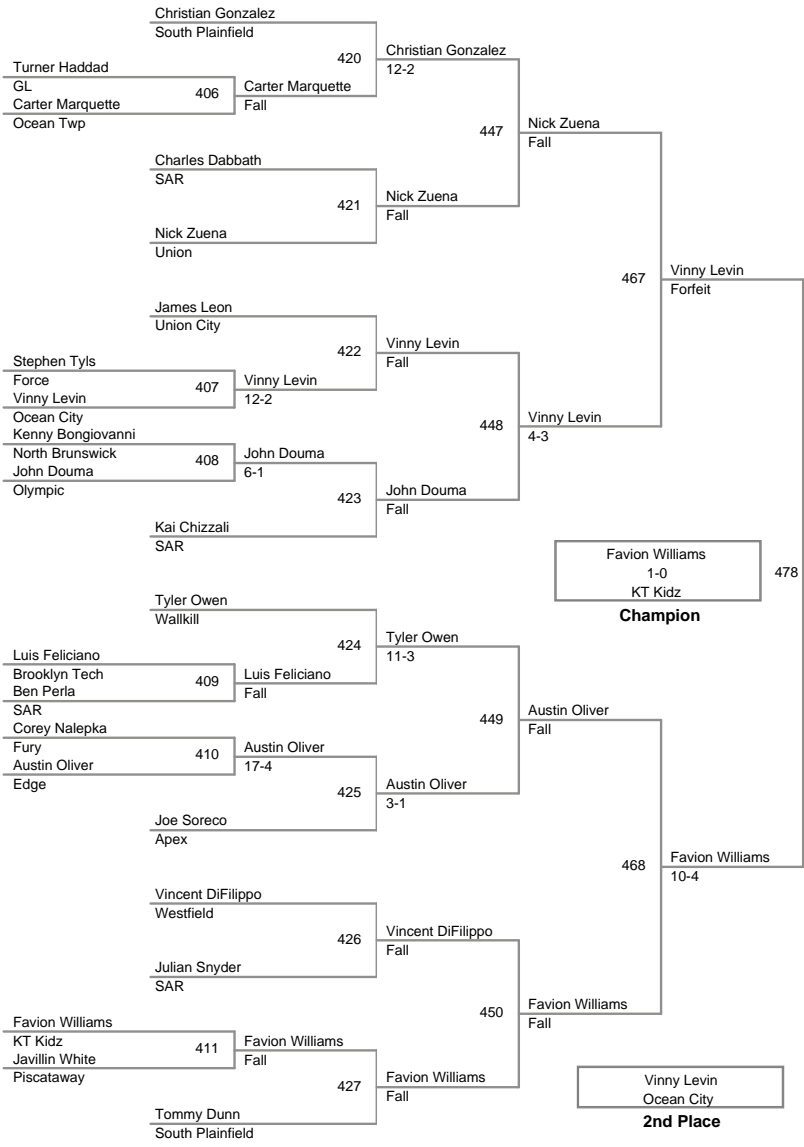 Christian Gonzalez
South Plainfield
420
Christian Gonzalez
12-2
Turner Haddad
GL
406
Carter Marquette
Fall
Carter Marquette
Ocean Twp
447
Nick Zuena
Fall
Charles Dabbath
SAR
421
Nick Zuena
Fall
Nick Zuena
Union
467
Vinny Levin
Forfeit
James Leon
Union City
422
Vinny Levin
Fall
Stephen Tyls
Force
407
Vinny Levin
12-2
Vinny Levin
Ocean City
448
Vinny Levin
4-3
Kenny Bongiovanni
North Brunswick
408
John Douma
6-1
John Douma
Olympic
423
John Douma
Fall
Kai Chizzali
SAR
Favion Williams
1-0
KT Kidz
478
Champion
Tyler Owen
Wallkill
424
Tyler Owen
11-3
Luis Feliciano
Brooklyn Tech
409
Luis Feliciano
Fall
Ben Perla
SAR
449
Austin Oliver
Fall
Corey Nalepka
Fury
410
Austin Oliver
17-4
Austin Oliver
Edge
425
Austin Oliver
3-1
Joe Soreco
Apex
468
Favion Williams
10-4
Vincent DiFilippo
Westfield
426
Vincent DiFilippo
Fall
Julian Snyder
SAR
450
Favion Williams
Fall
Favion Williams
KT Kidz
411
Favion Williams
Fall
Javillin White
Piscataway
427
Favion Williams
Fall
Tommy Dunn
South Plainfield
Vinny Levin
Ocean City
2nd Place